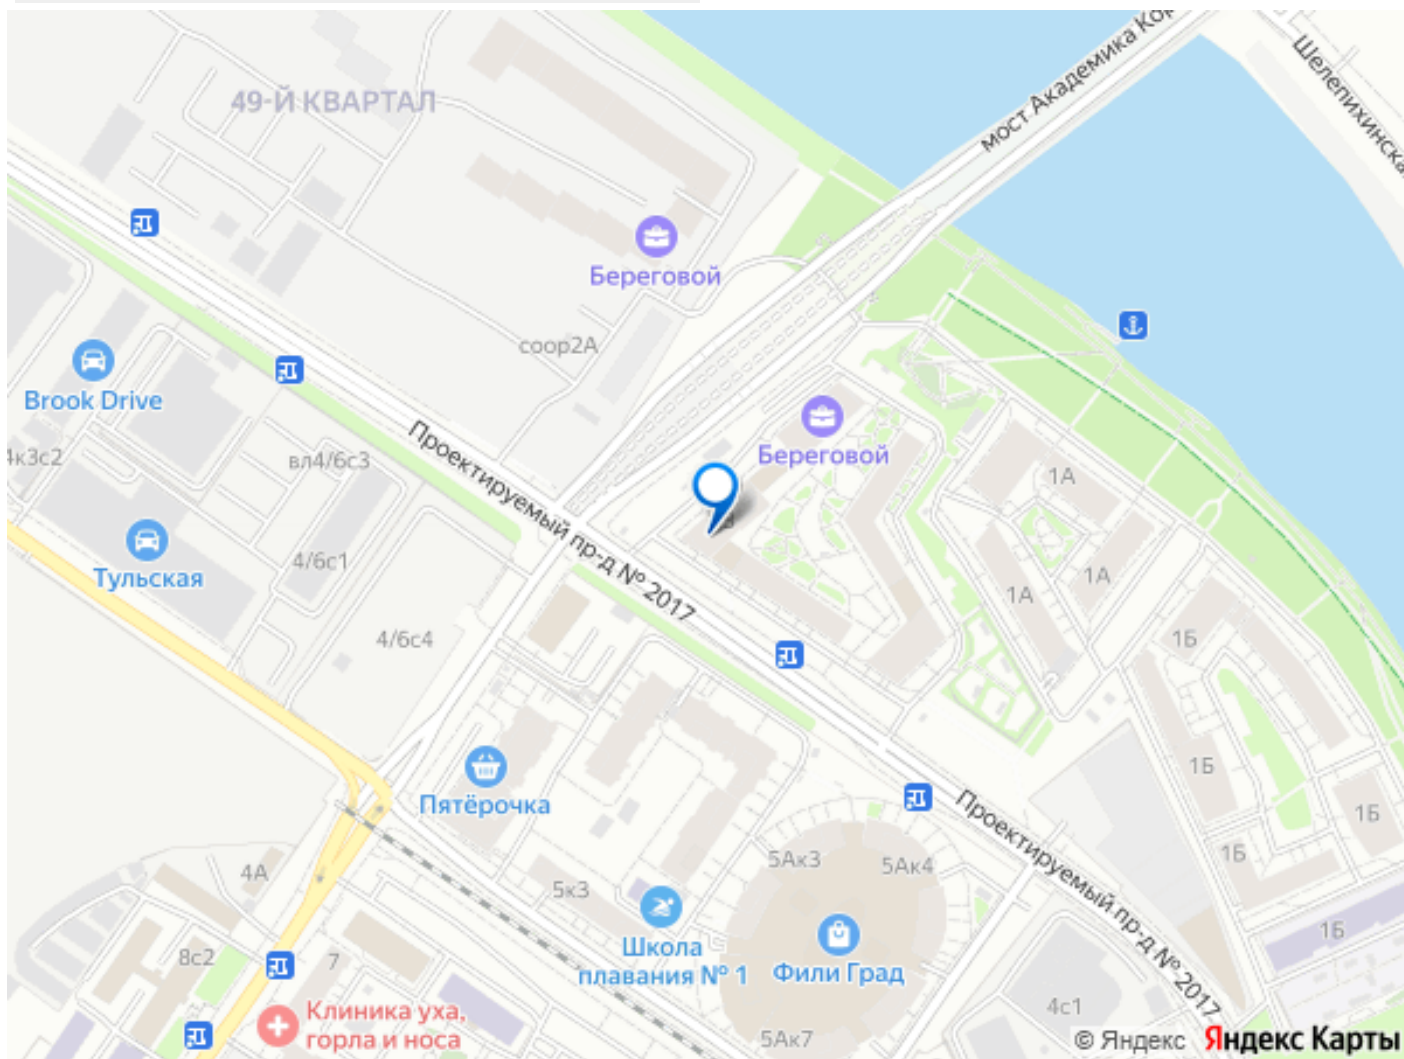 49-Й КВАРТАЛ
мост Академика Кор
Шелепихинская
Береговой
соор2А
Brook Drive
4к3с2
вл4/6с3
Проектируемый пр-д № 2017
Береговой
1А
Тульская
4/6с1
1А
1А
4/6с4
1Б
Пятёрочка
1Б
Проектируемый пр-д № 2017
1Б
1Б
5Ак3
5Ак4
4А
5к3
1Б
8с2
7
Школа
плавания № 1
Фили Град
Клиника уха,
горла и носа
4с1
5Ак7
© Яндекс Яндекс Карты